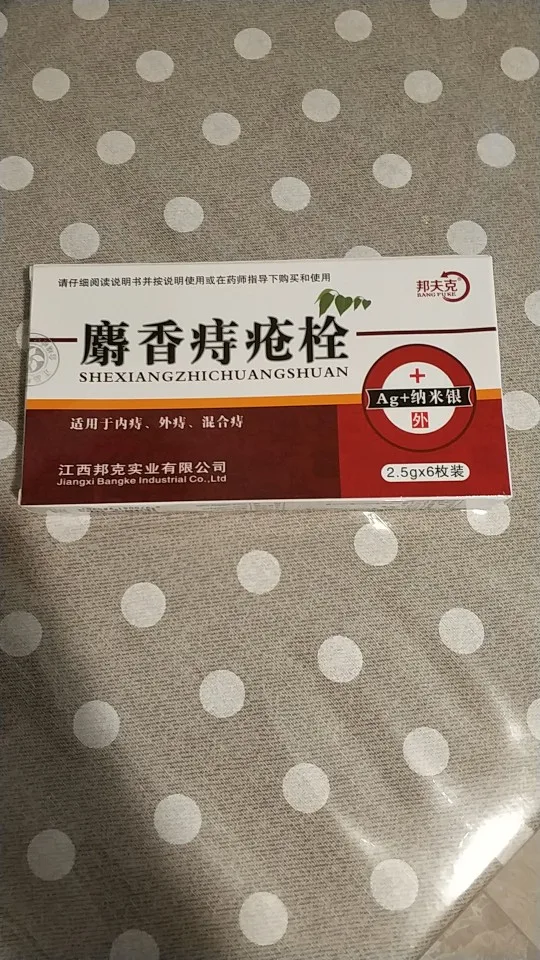 请仔细阅读说明书并按说明使用或在药师指导下购买和使用
邦夫克
BANG FU KE
麝香痔疮栓
SHEXIANGZHICHUANGSHUAN
Ag+纳米银
外
适用于内痔、外痔、混合痔
江西邦克实业有限公司
Jiangxi Bangke Industrial Co.,Ltd
2.5gx6枚装